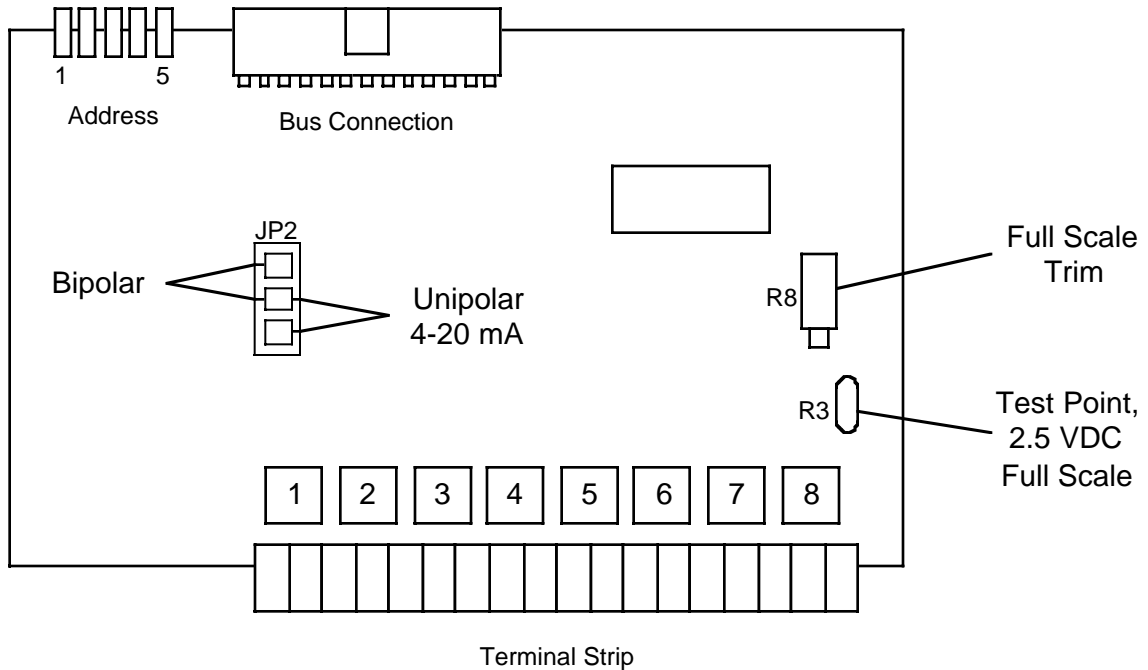 1 5
Address
Bus Connection
JP2
Bipolar
Unipolar
4-20 mA
Full Scale
Trim
R8
R3
Test Point,
2.5 VDC
Full Scale
1 2 3 4 5 6 7 8
Terminal Strip